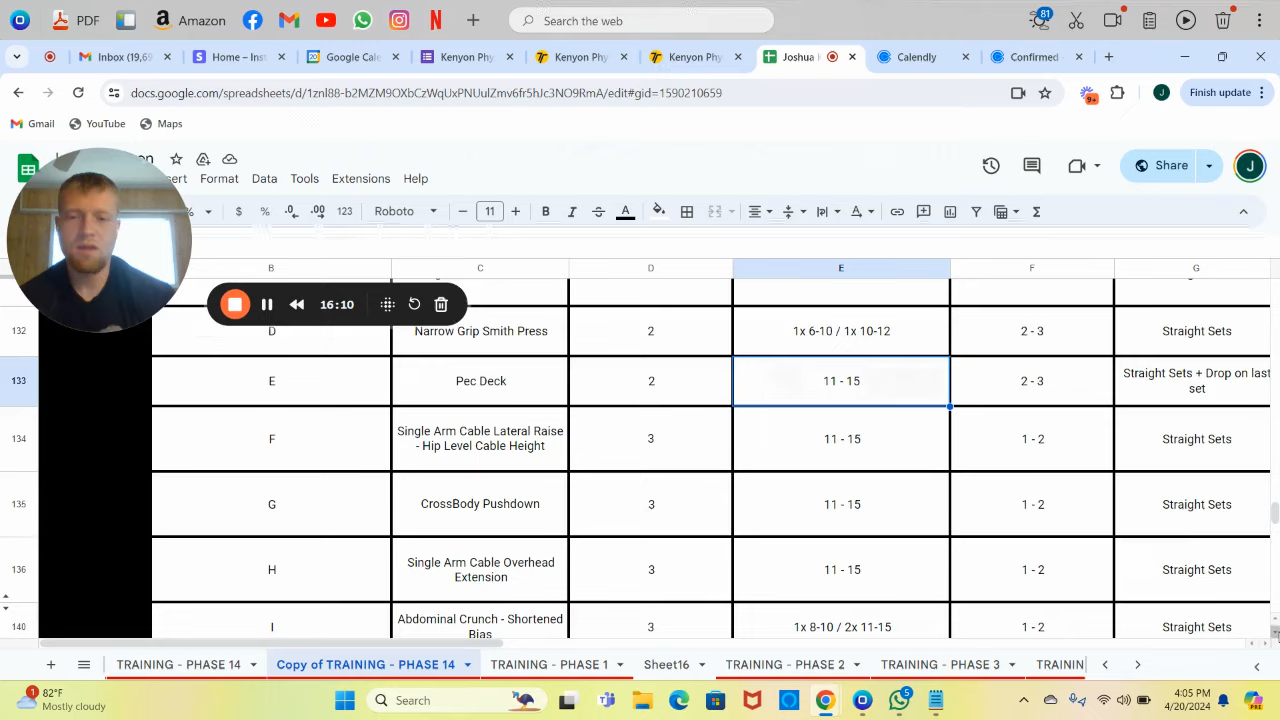 PDF
Amazon
Search the web
81
Inbox (19,69
Home – Inst
Google Cale
Kenyon Phy
Kenyon Phy
Kenyon Phy
Joshua
Calendly
Confirmed
docs.google.com/spreadsheets/d/1znl88-b2MZM9OXbCzWqUxPNUulZmv6fr5hJc3NO9RmA/edit#gid=1590210659
9+
J
Finish update
Gmail
YouTube
Maps
on
sert Format Data Tools Extensions Help
Share
J
% $ % .0 .00 123 Roboto 11 B I S A
B C D E F G
16:10
132 D Narrow Grip Smith Press 2 1x 6-10 / 1x 10-12 2 - 3 Straight Sets
133 E Pec Deck 2 11 - 15 2 - 3 Straight Sets + Drop on last
set
134 F Single Arm Cable Lateral Raise
- Hip Level Cable Height 3 11 - 15 1 - 2 Straight Sets
135 G CrossBody Pushdown 3 11 - 15 1 - 2 Straight Sets
136 H Single Arm Cable Overhead
Extension 3 11 - 15 1 - 2 Straight Sets
140 I Abdominal Crunch - Shortened
Bias 3 1x 8-10 / 2x 11-15 1 - 2 Straight Sets
TRAINING - PHASE 14 Copy of TRAINING - PHASE 14 TRAINING - PHASE 1 Sheet16 TRAINING - PHASE 2 TRAINING - PHASE 3 TRAININ
1
82°F
Mostly cloudy
Search
5
4:05 PM
4/20/2024
PRE